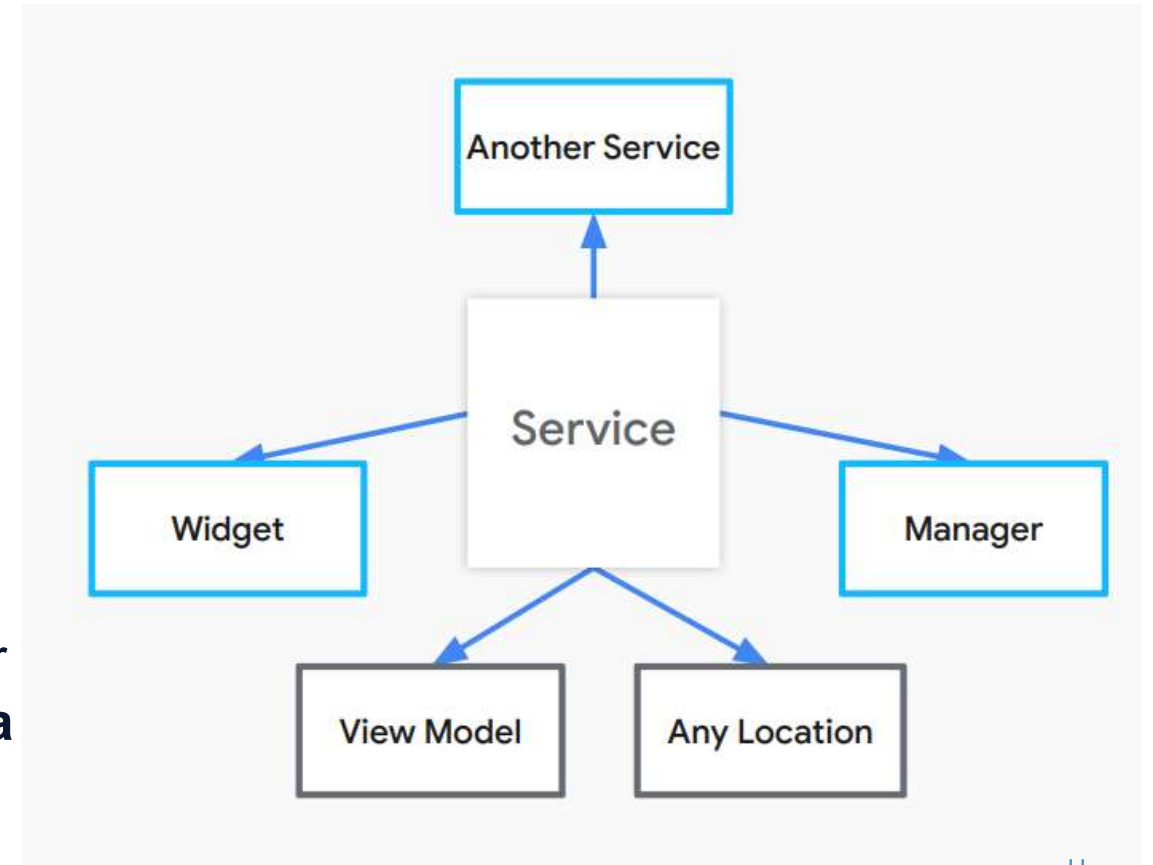 Another Service
Service
Widget
Manager
r
a
View Model
Any Location